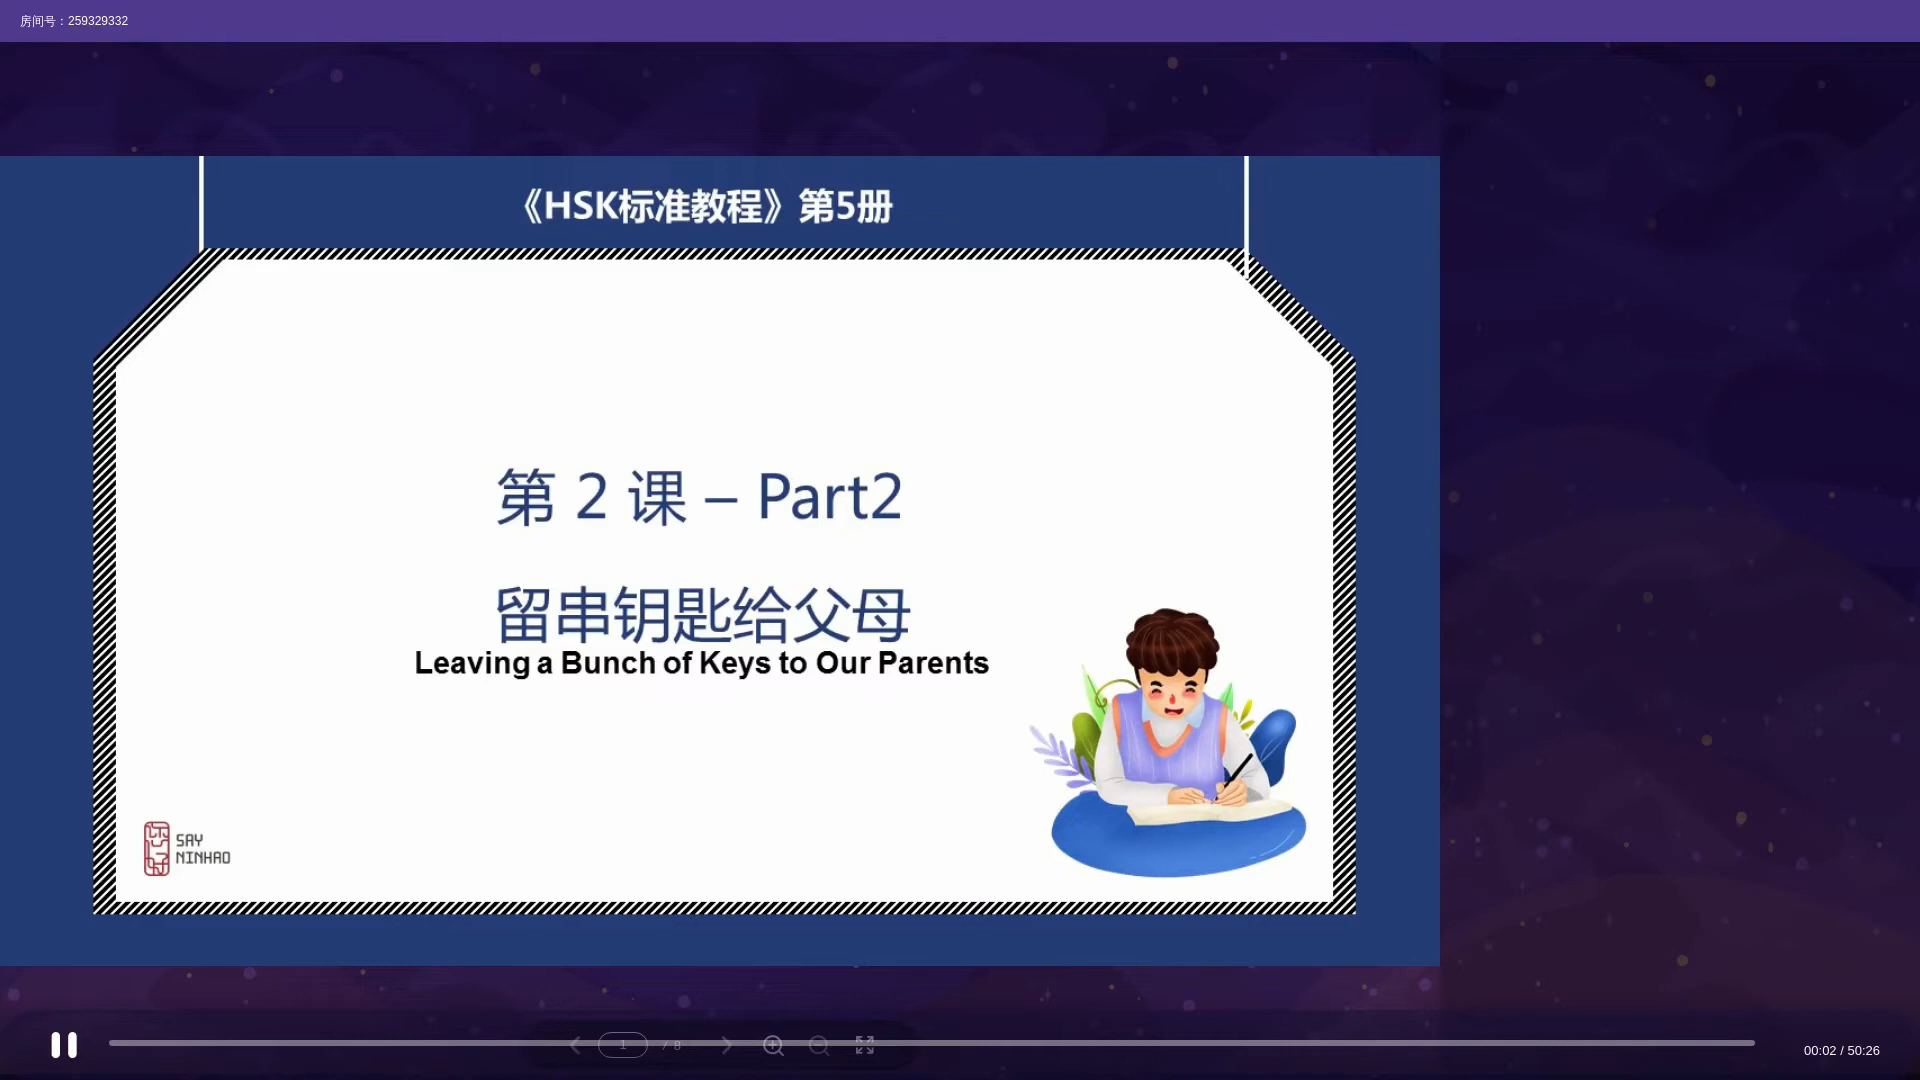 房间号：259329332
《HSK标准教程》第5册
第 2 课 – Part2
留串钥匙给父母
Leaving a Bunch of Keys to Our Parents
SAY
NINHAO
1 / 8
00:02 / 50:26